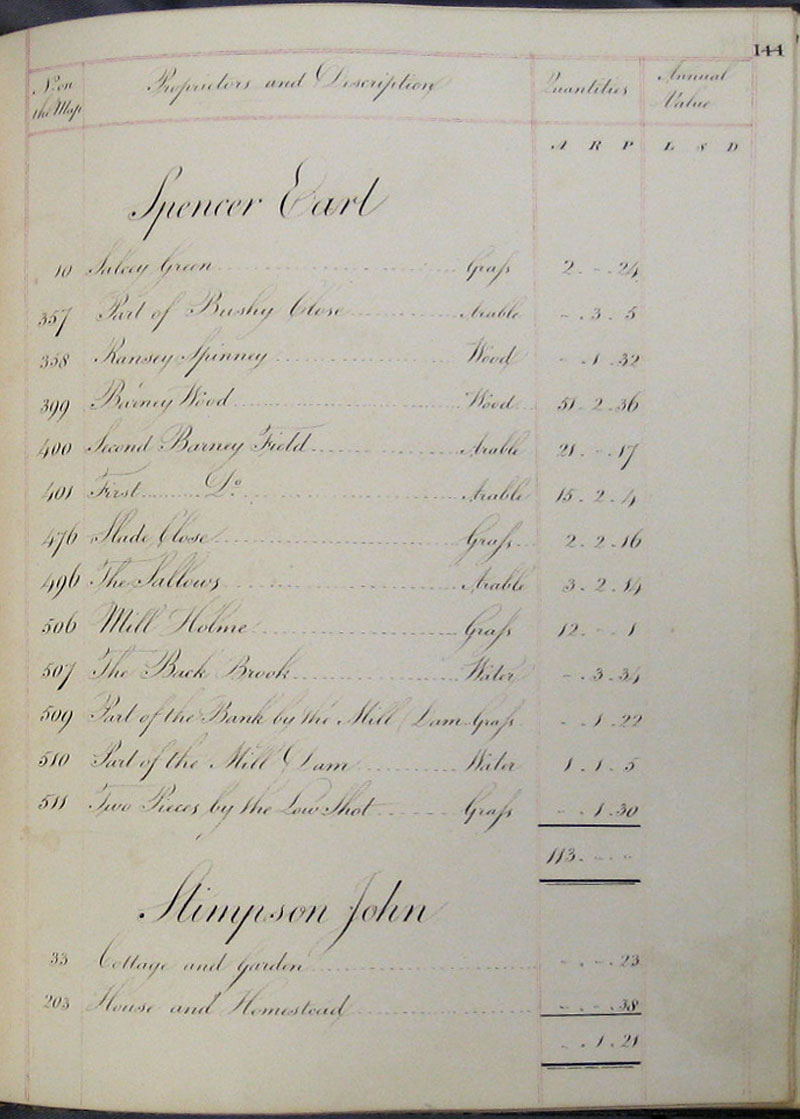 144
No on the Map Proprietors and Description Quantities Annual Value
A R P L S D
Spencer Earl
10 Salcey Green Grass 2 . - . 24
357 Part of Bushy Close Arable - . 3 . 5
358 Ransey Spinney Wood - . 1 . 32
399 Barney Wood Wood 51 . 2 . 36
400 Second Barney Field Arable 21 . - . 17
401 First Do Arable 15 . 2 . 4
476 Slade Close Grass 2 . 2 . 16
496 The Sallows Arable 3 . 2 . 14
506 Mill Holme Grass 12 . - . 1
507 The Back Brook Water - . 3 . 34
509 Part of the Bank by the Mill Dam Grass - . 1 . 22
510 Part of the Mill Dam Water 1 . 1 . 5
511 Two Pieces by the Low Shot Grass - . 1 . 30
113 . - . -
Stimpson John
33 Cottage and Garden - . - . 23
203 House and Homestead - . - . 38
- . 1 . 21